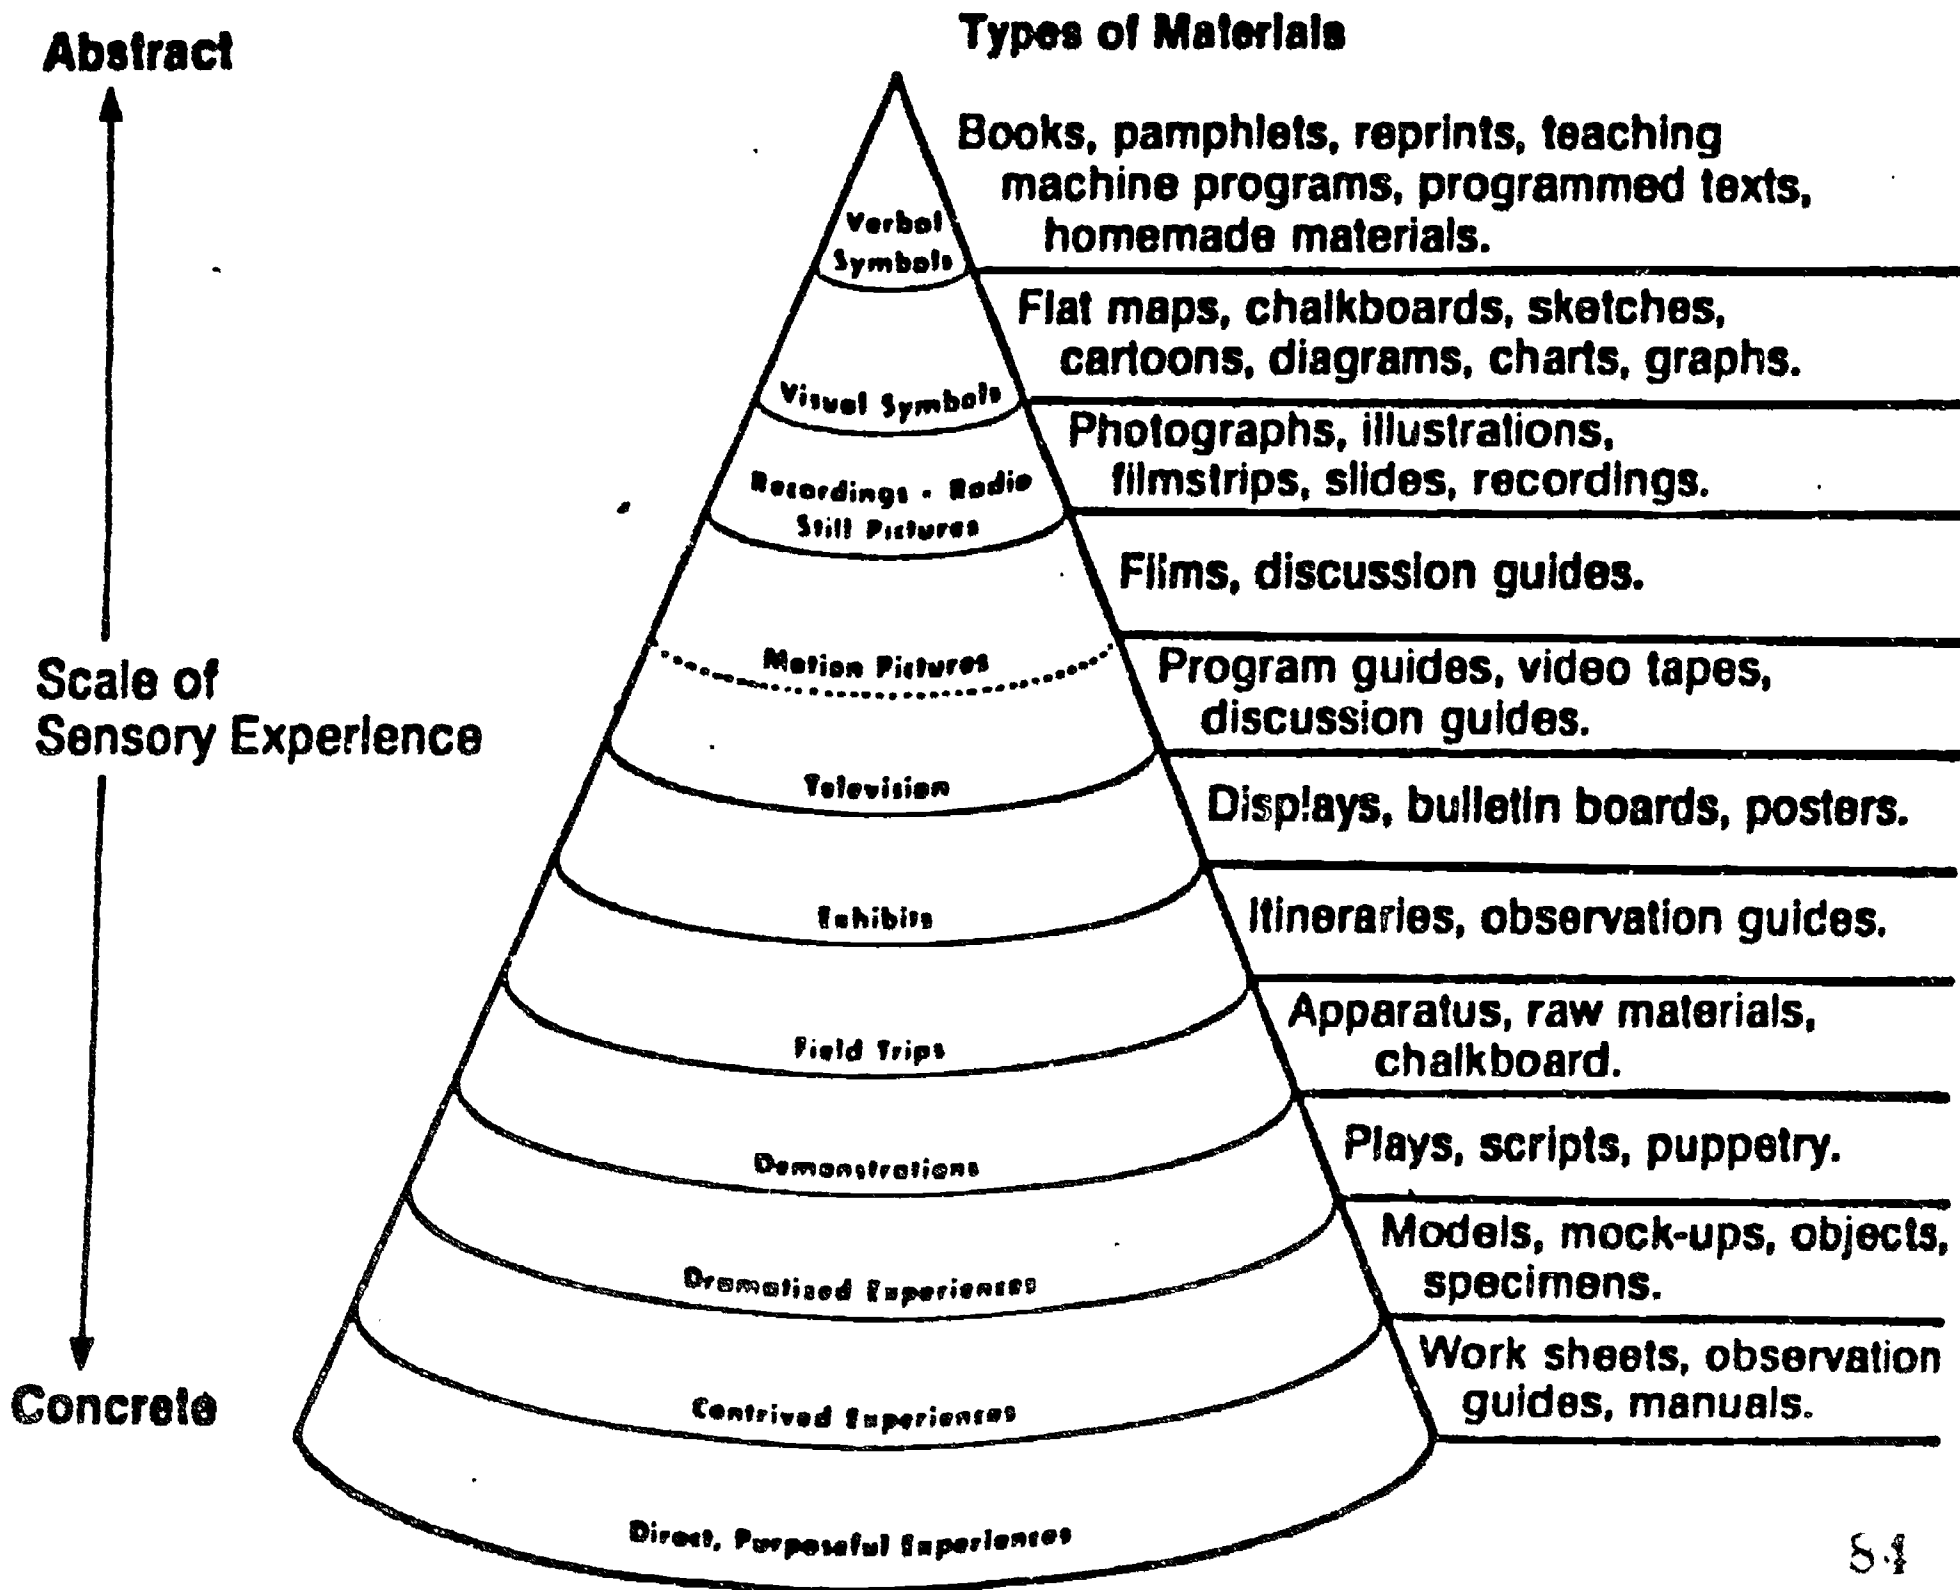 Abstract
Types of Materials
Books, pamphlets, reprints, teaching
machine programs, programmed texts,
homemade materials.
Verbal
Symbols
Flat maps, chalkboards, sketches,
cartoons, diagrams, charts, graphs.
Visual Symbols
Photographs, illustrations,
filmstrips, slides, recordings.
Recordings - Radio
Still Pictures
Films, discussion guides.
Motion Pictures
Scale of
Sensory Experience
Program guides, video tapes,
discussion guides.
Television
Displays, bulletin boards, posters.
Exhibits
Itineraries, observation guides.
Field Trips
Apparatus, raw materials,
chalkboard.
Demonstrations
Plays, scripts, puppetry.
Dramatized Experiences
Models, mock-ups, objects,
specimens.
Contrived Experiences
Work sheets, observation
guides, manuals.
Concrete
Direct, Purposeful Experiences
84